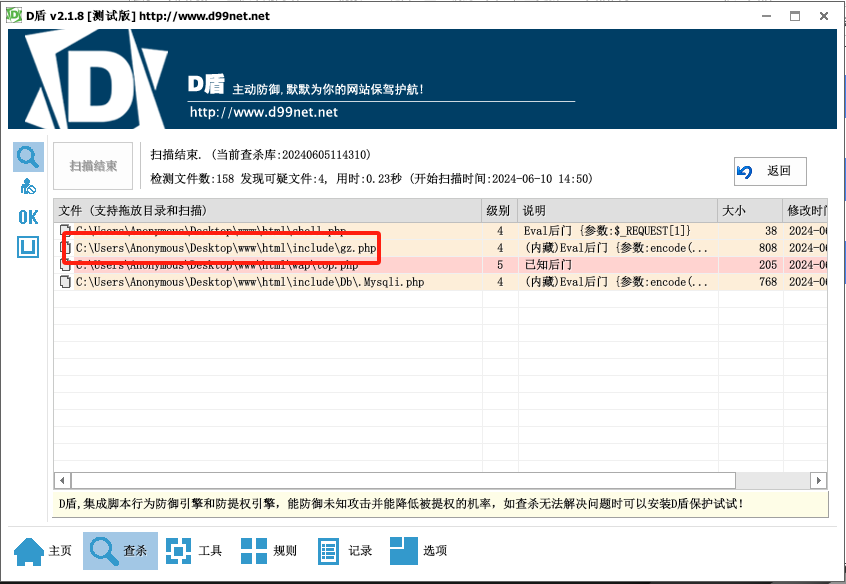 D盾 v2.1.8 [测试版] http://www.d99net.net
D盾 主动防御,默默为你的网站保驾护航!
http://www.d99net.net
扫描结束
扫描结束. (当前查杀库:20240605114310)
检测文件数:158 发现可疑文件:4, 用时:0.23秒 (开始扫描时间:2024-06-10 14:50)
返回
文件 (支持拖放目录和扫描) 级别 说明 大小 修改时
C:\Users\Anonymous\Desktop\www\html\shell.php 4 Eval后门 {参数:$_REQUEST[1]} 38 2024-0
C:\Users\Anonymous\Desktop\www\html\include\gz.php 4 (内藏)Eval后门 {参数:encode(... 808 2024-0
C:\Users\Anonymous\Desktop\www\html\wap\top.php 5 已知后门 205 2024-0
C:\Users\Anonymous\Desktop\www\html\include\Db\.Mysqli.php 4 (内藏)Eval后门 {参数:encode(... 768 2024-0
OK
D盾,集成脚本行为防御引擎和防提权引擎, 能防御未知攻击并能降低被提权的机率, 如查杀无法解决问题时可以安装D盾保护试试!
主页 查杀 工具 规则 记录 选项